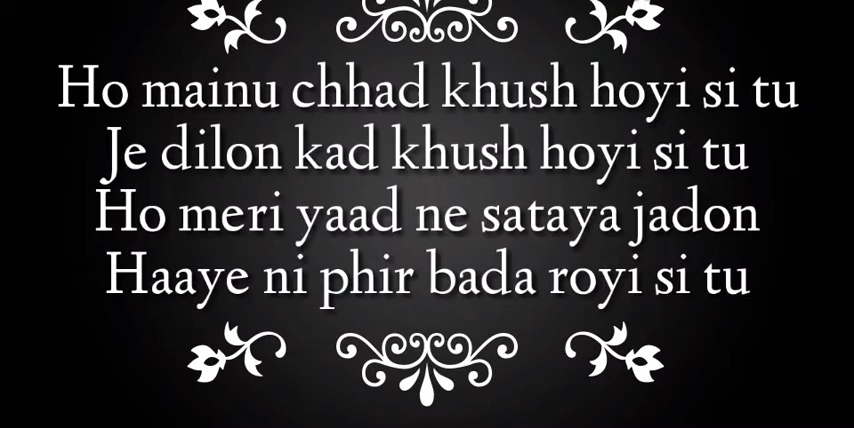 Ho mainu chhad khush hoyi si tu
Je dilon kad khush hoyi si tu
Ho meri yaad ne sataya jadon
Haaye ni phir bada royi si tu